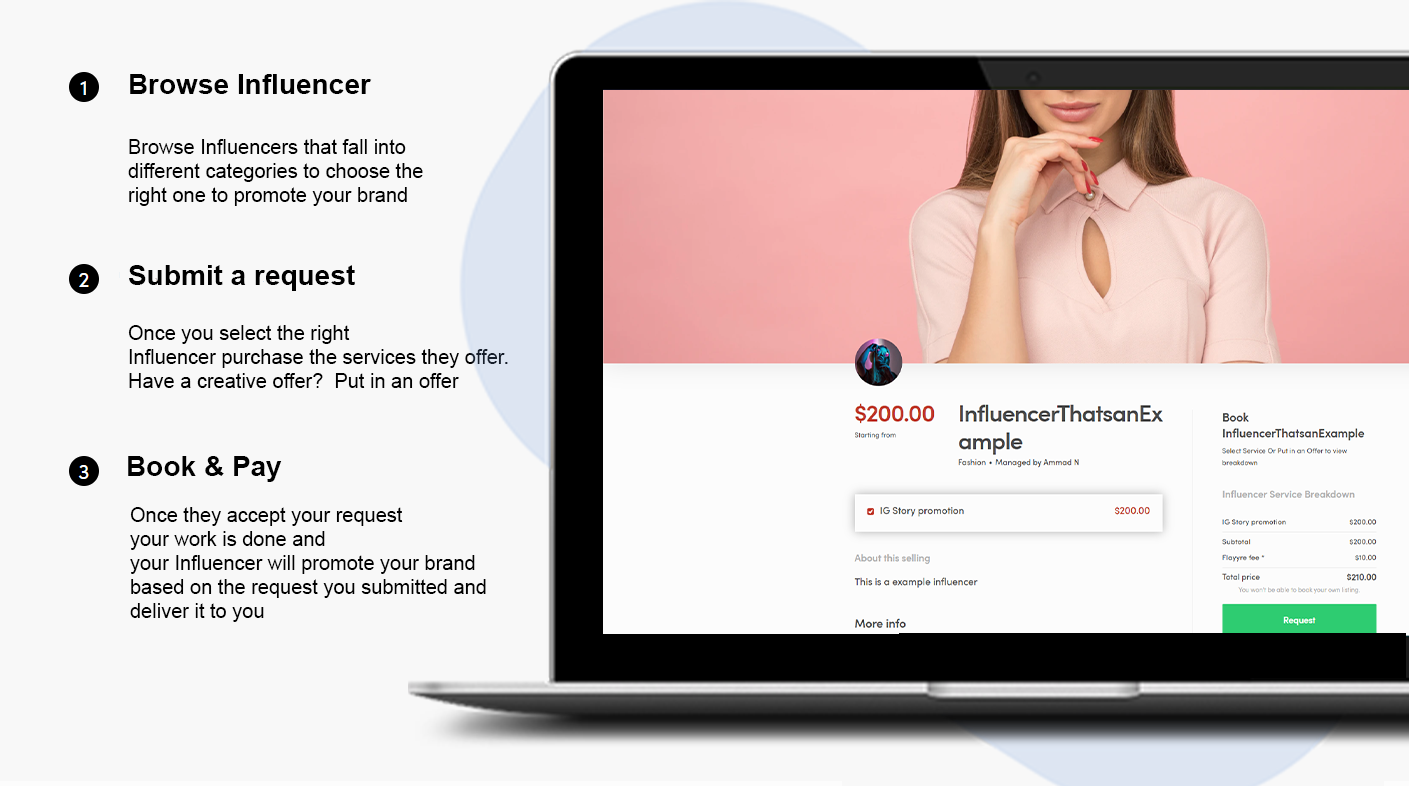 1
Browse Influencer
Browse Influencers that fall into
different categories to choose the
right one to promote your brand
2
Submit a request
Once you select the right
Influencer purchase the services they offer.
Have a creative offer?  Put in an offer
3
Book & Pay
Once they accept your request
your work is done and
your Influencer will promote your brand
based on the request you submitted and
deliver it to you
$200.00
Starting from
InfluencerThatsanEx
ample
Fashion • Managed by Ammad N
IG Story promotion $200.00
About this selling
This is a example influencer
More info
Book
InfluencerThatsanExample
Select Service Or Put in an Offer to view
breakdown
Influencer Service Breakdown
IG Story promotion $200.00
Subtotal $200.00
Flayyre fee * $10.00
Total price $210.00
You won't be able to book your own listing.
Request